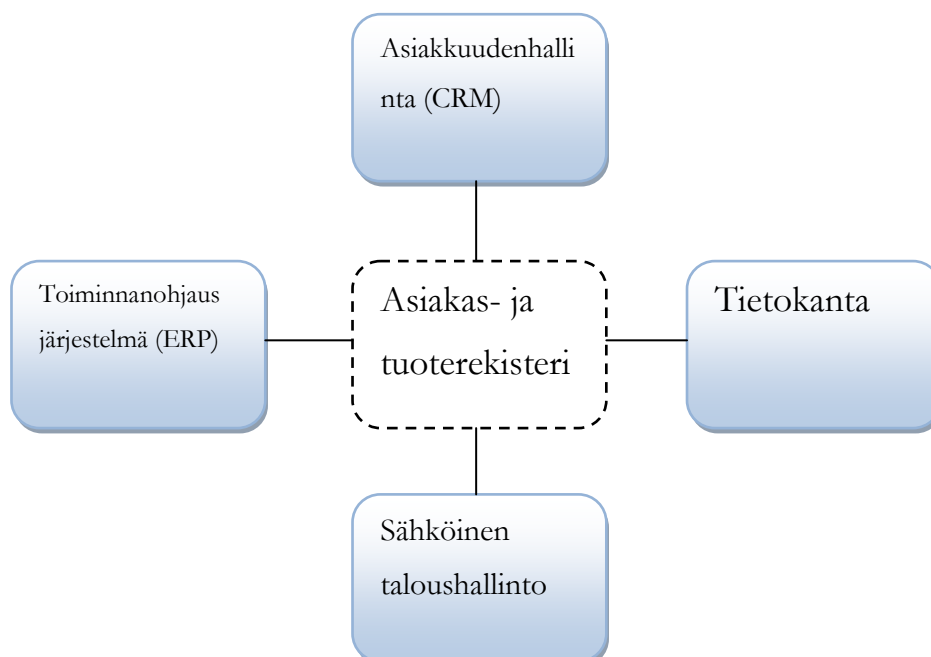 Asiakkuudenhalli
nta (CRM)
Toiminnanohjaus
järjestelmä (ERP)
Asiakas- ja
tuoterekisteri
Tietokanta
Sähköinen
taloushallinto